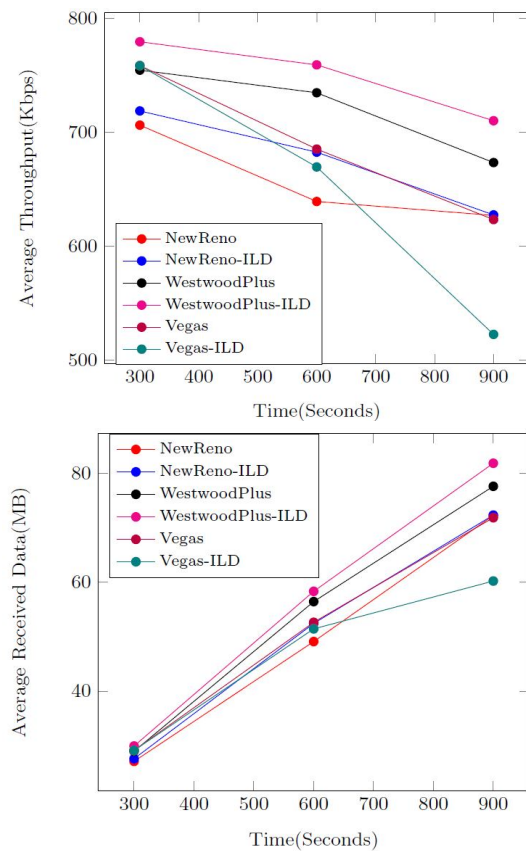 800
700
600
500
Average Throughput(Kbps)
NewReno
NewReno-ILD
WestwoodPlus
WestwoodPlus-ILD
Vegas
Vegas-ILD
300 400 500 600 700 800 900
Time(Seconds)
80
60
40
Average Received Data(MB)
NewReno
NewReno-ILD
WestwoodPlus
WestwoodPlus-ILD
Vegas
Vegas-ILD
300 400 500 600 700 800 900
Time(Seconds)